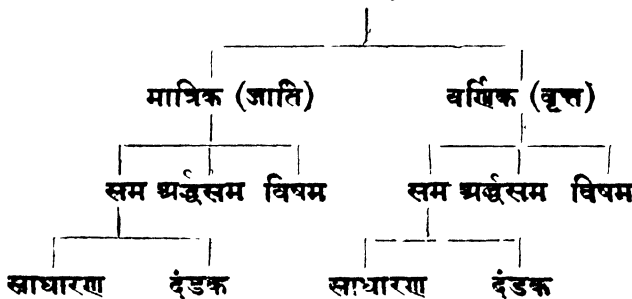 मात्रिक (जाति) वर्णिक (वृत्त)
सम अर्द्धसम विषम सम अर्द्धसम विषम
साधारण दंडक साधारण दंडक